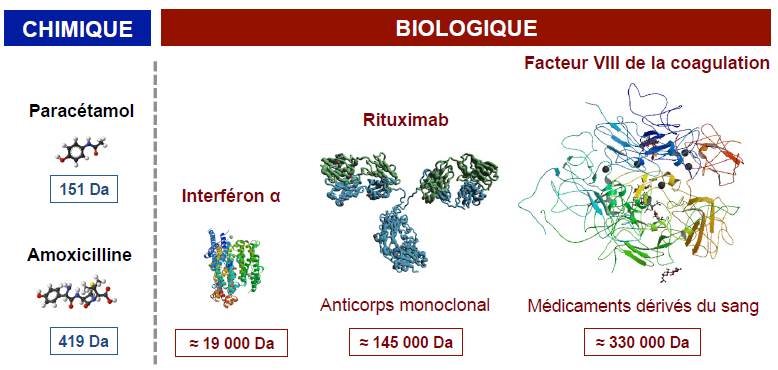 CHIMIQUE
BIOLOGIQUE
Paracétamol
151 Da
Amoxicilline
419 Da
Interféron α
≈ 19 000 Da
Rituximab
Anticorps monoclonal
≈ 145 000 Da
Facteur VIII de la coagulation
Médicaments dérivés du sang
≈ 330 000 Da